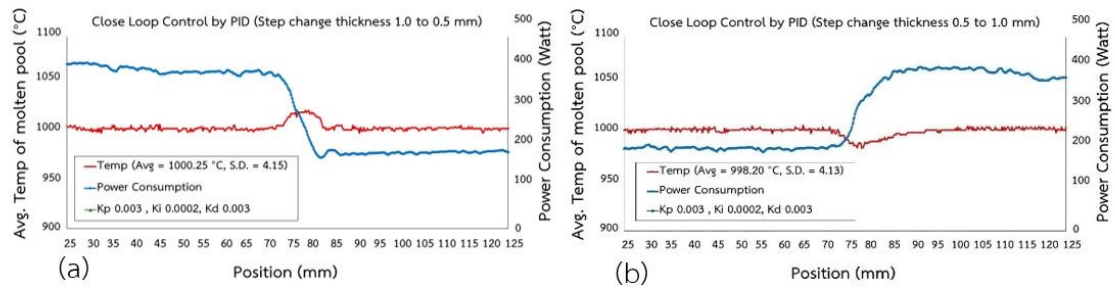 Close Loop Control by PID (Step change thickness 1.0 to 0.5 mm)
Avg. Temp of molten pool (°C)
1100
1050
1000
950
900
500
400
300
200
100
0
Power Consumption (Watt)
Temp (Avg = 1000.25 °C, S.D. = 4.15)
Power Consumption
Kp 0.003 , Ki 0.0002, Kd 0.003
25 30 35 40 45 50 55 60 65 70 75 80 85 90 95 100 105 110 115 120 125
(a)
Position (mm)
Close Loop Control by PID (Step change thickness 0.5 to 1.0 mm)
Avg. Temp of molten pool (°C)
1100
1050
1000
950
900
500
400
300
200
100
0
Power Consumption (Watt)
Temp (Avg = 998.20 °C, S.D. = 4.13)
Power Consumption
Kp 0.003 , Ki 0.0002, Kd 0.003
25 30 35 40 45 50 55 60 65 70 75 80 85 90 95 100 105 110 115 120 125
(b)
Position (mm)